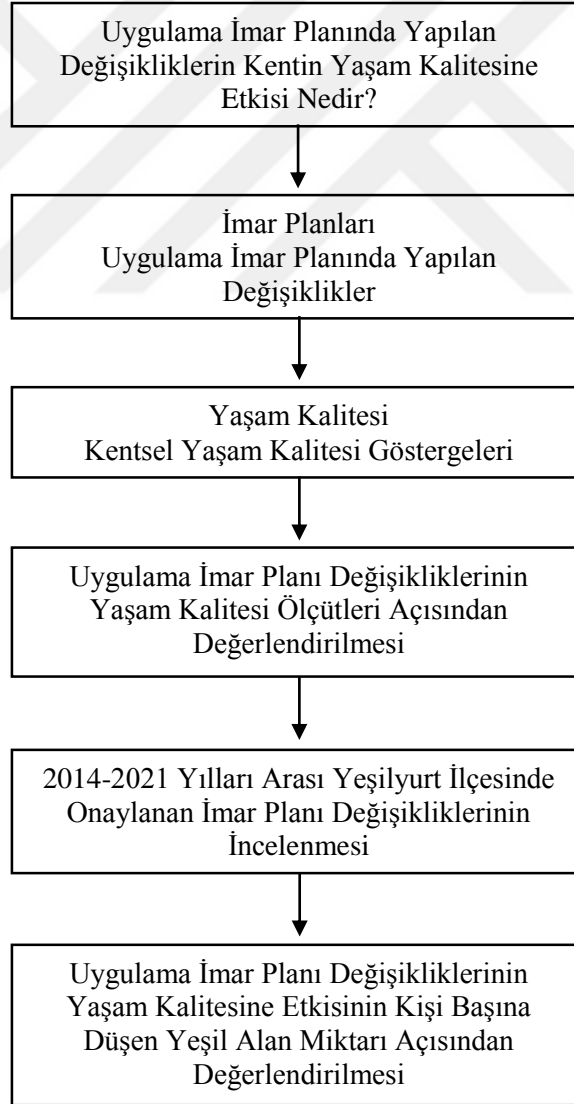 Uygulama İmar Planında Yapılan
Değişikliklerin Kentin Yaşam Kalitesine
Etkisi Nedir?
İmar Planları
Uygulama İmar Planında Yapılan
Değişiklikler
Yaşam Kalitesi
Kentsel Yaşam Kalitesi Göstergeleri
Uygulama İmar Planı Değişikliklerinin
Yaşam Kalitesi Ölçütleri Açısından
Değerlendirilmesi
2014-2021 Yılları Arası Yeşilyurt İlçesinde
Onaylanan İmar Planı Değişikliklerinin
İncelenmesi
Uygulama İmar Planı Değişikliklerinin
Yaşam Kalitesine Etkisinin Kişi Başına
Düşen Yeşil Alan Miktarı Açısından
Değerlendirilmesi